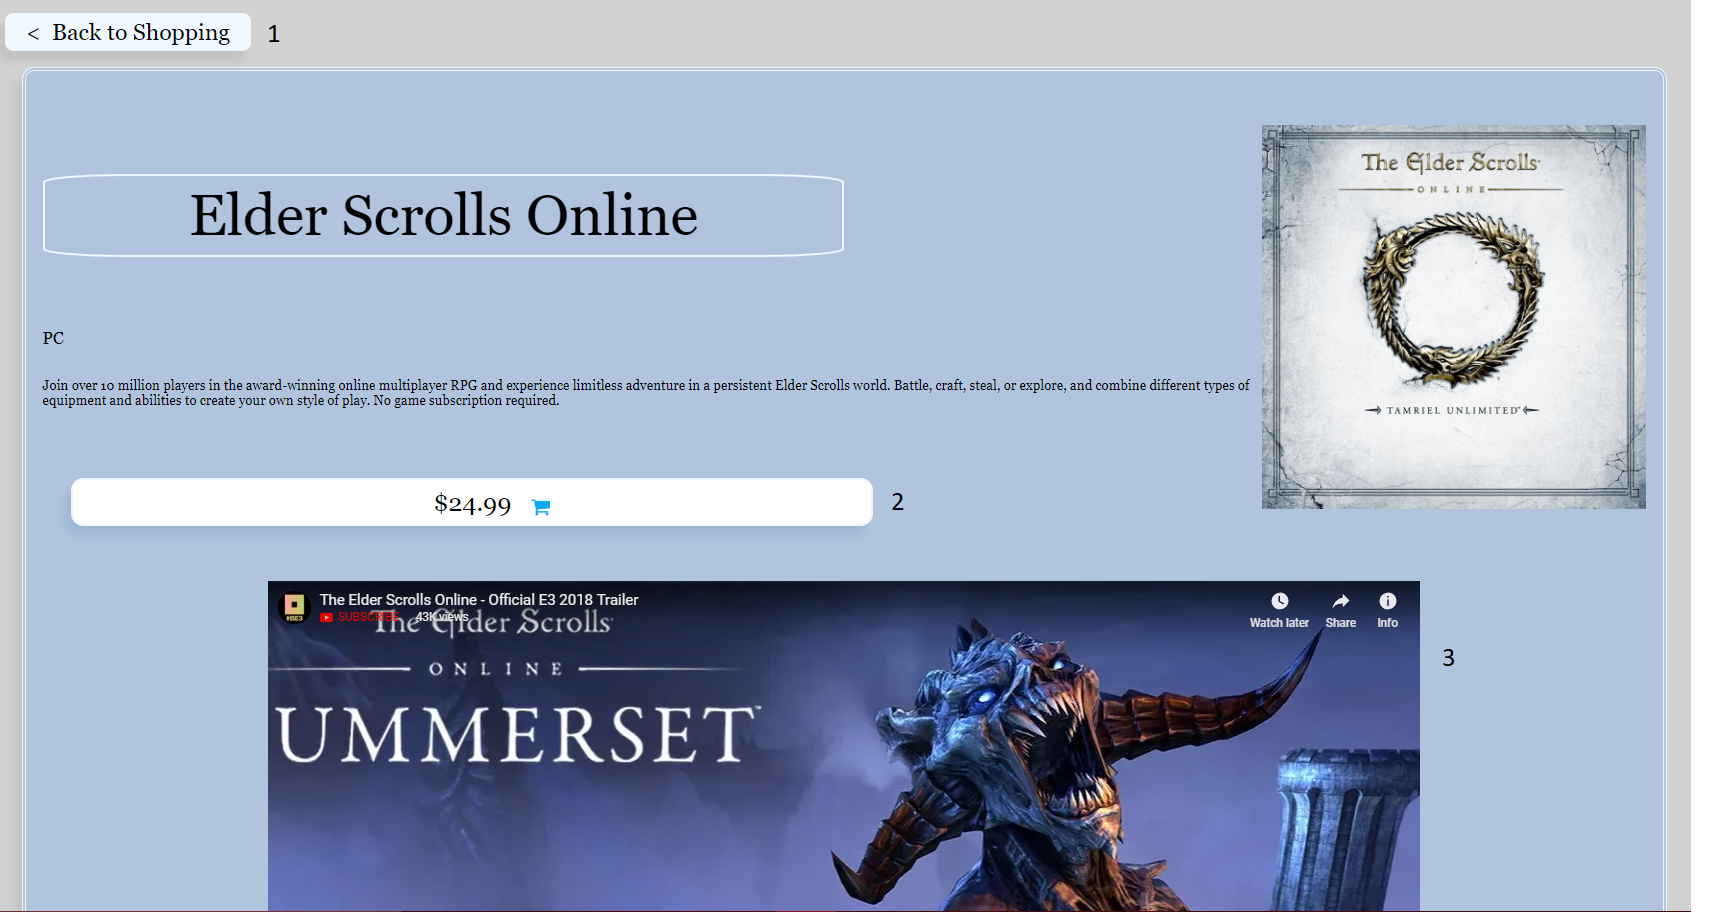 < Back to Shopping 1
Elder Scrolls Online
The Elder Scrolls
ONLINE
TAMRIEL UNLIMITED
PC
Join over 10 million players in the award-winning online multiplayer RPG and experience limitless adventure in a persistent Elder Scrolls world. Battle, craft, steal, or explore, and combine different types of
equipment and abilities to create your own style of play. No game subscription required.
$24.99 2
The Elder Scrolls Online - Official E3 2018 Trailer
SUBSCRIBE 43K views
#BE3
Watch later Share Info
The Elder Scrolls
ONLINE
UMMERSET™
3